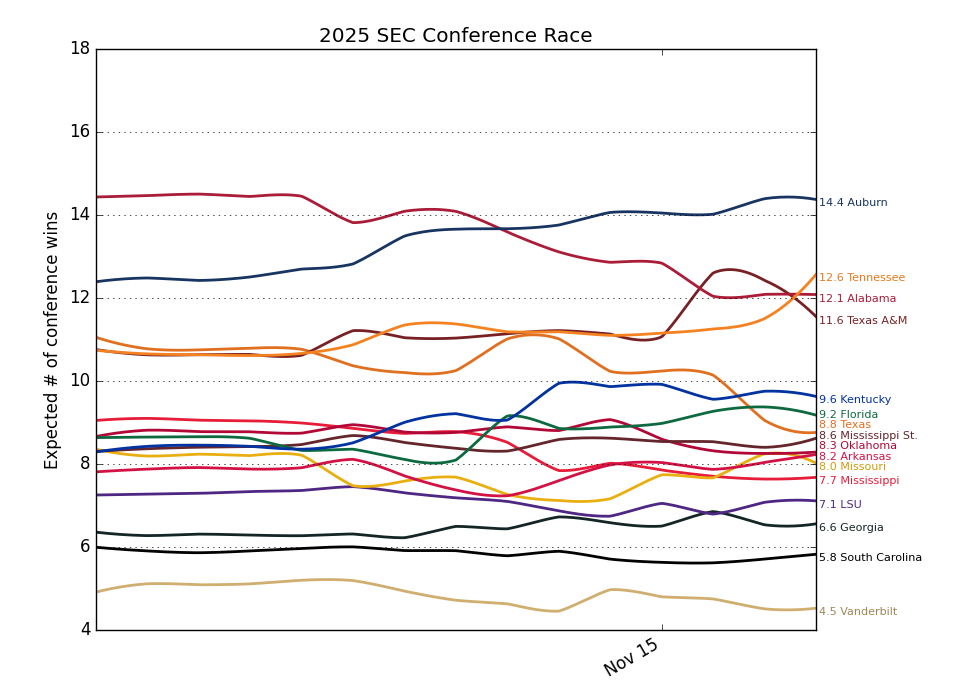 2025 SEC Conference Race
Expected # of conference wins
18
16
14
12
10
8
6
4
Nov 15
14.4 Auburn
12.6 Tennessee
12.1 Alabama
11.6 Texas A&M
9.6 Kentucky
9.2 Florida
8.8 Texas
8.6 Mississippi St.
8.3 Oklahoma
8.2 Arkansas
8.0 Missouri
7.7 Mississippi
7.1 LSU
6.6 Georgia
5.8 South Carolina
4.5 Vanderbilt